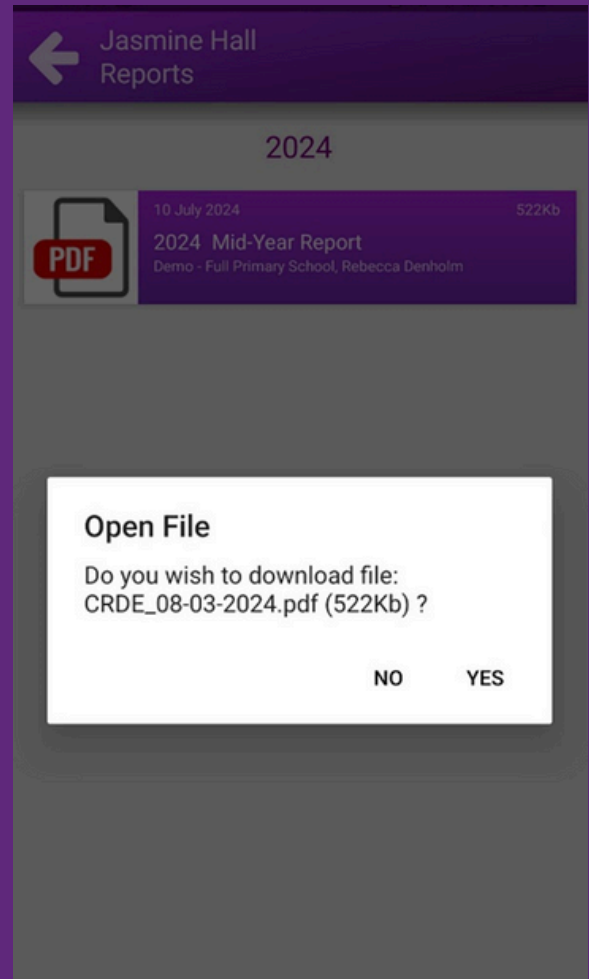 Jasmine Hall
Reports
2024
10 July 2024 522Kb
PDF
2024 Mid-Year Report
Demo - Full Primary School, Rebecca Denholm
Open File
Do you wish to download file:
CRDE_08-03-2024.pdf (522Kb) ?
NO YES